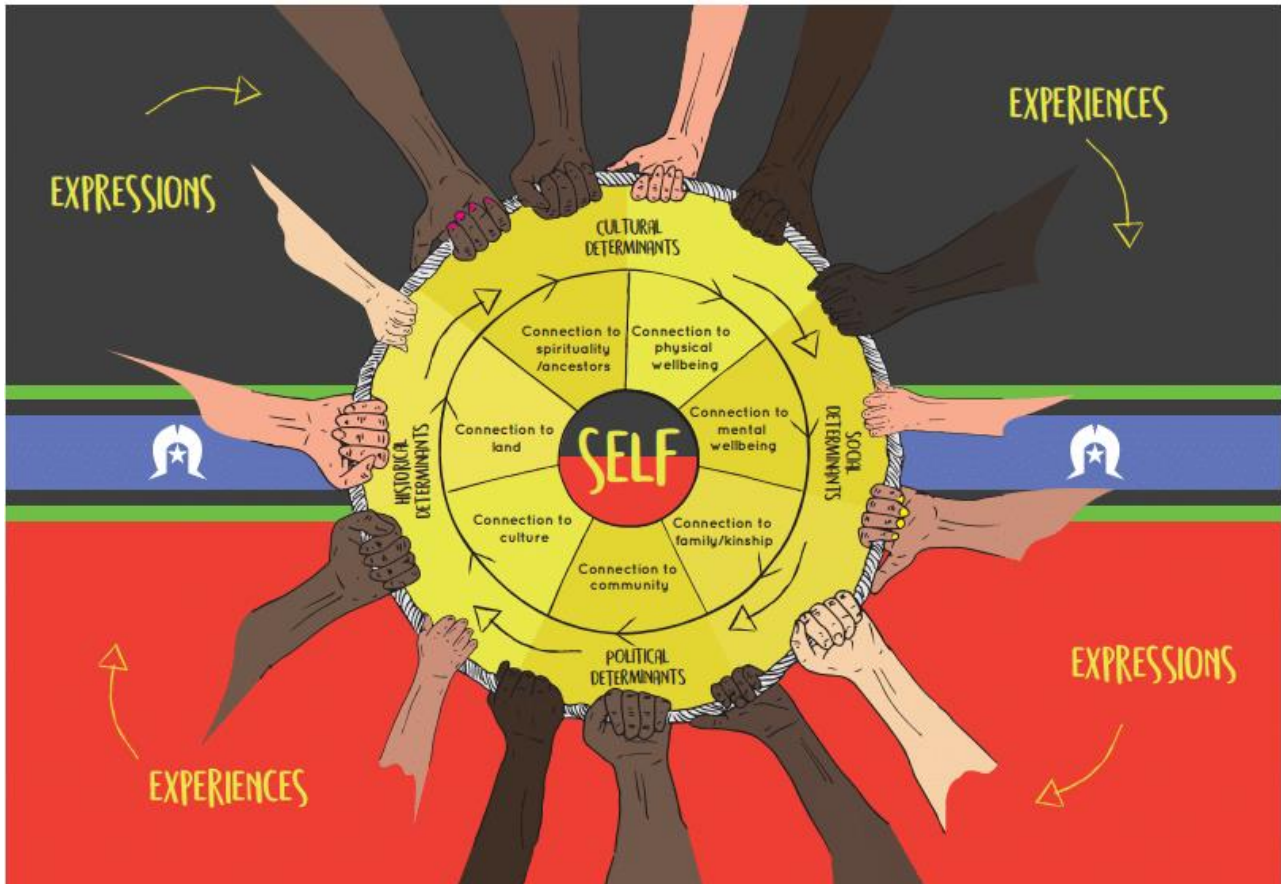 EXPRESSIONS
EXPERIENCES
CULTURAL
DETERMINANTS
Connection to
spirituality
/ancestors
Connection to
physical
wellbeing
Connection to
land
Connection to
mental
wellbeing
HISTORICAL
DETERMINANTS
SELF
SOCIAL
DETERMINANTS
Connection to
culture
Connection to
family/kinship
Connection to
community
POLITICAL
DETERMINANTS
EXPRESSIONS
EXPERIENCES